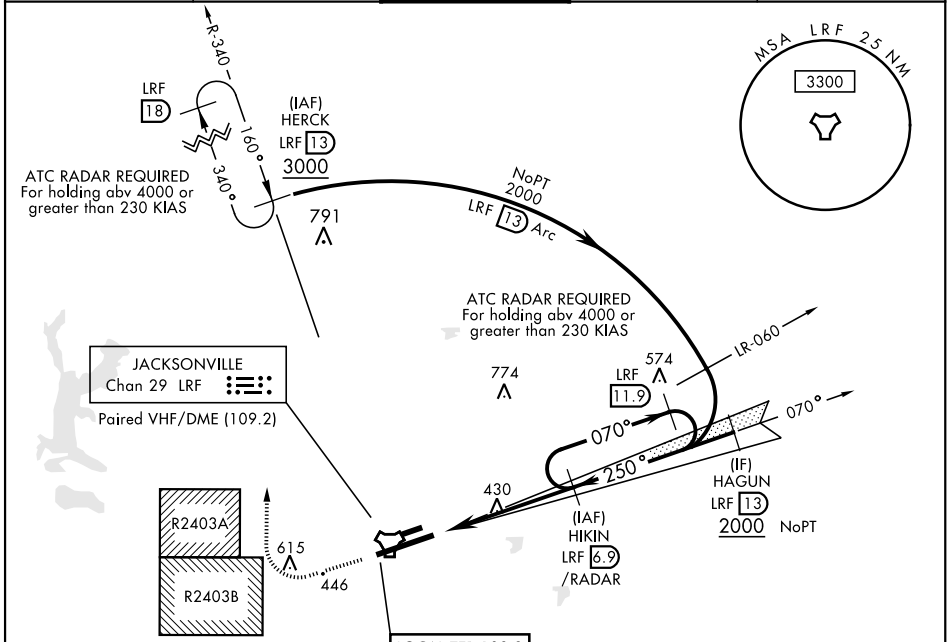 MSA LRF 25 NM
3300
R-340
LRF
18
(IAF)
HERCK
LRF 13
3000
160°
340°
ATC RADAR REQUIRED
For holding abv 4000 or
greater than 230 KIAS
791
NoPT
2000
LRF 13 Arc
ATC RADAR REQUIRED
For holding abv 4000 or
greater than 230 KIAS
LR-060
574
LRF
11.9
774
JACKSONVILLE
Chan 29 LRF
Paired VHF/DME (109.2)
070°
070°
250°
(IF)
HAGUN
LRF 13
2000 NoPT
430
(IAF)
HIKIN
LRF 6.9
/RADAR
R2403A
615
446
R2403B